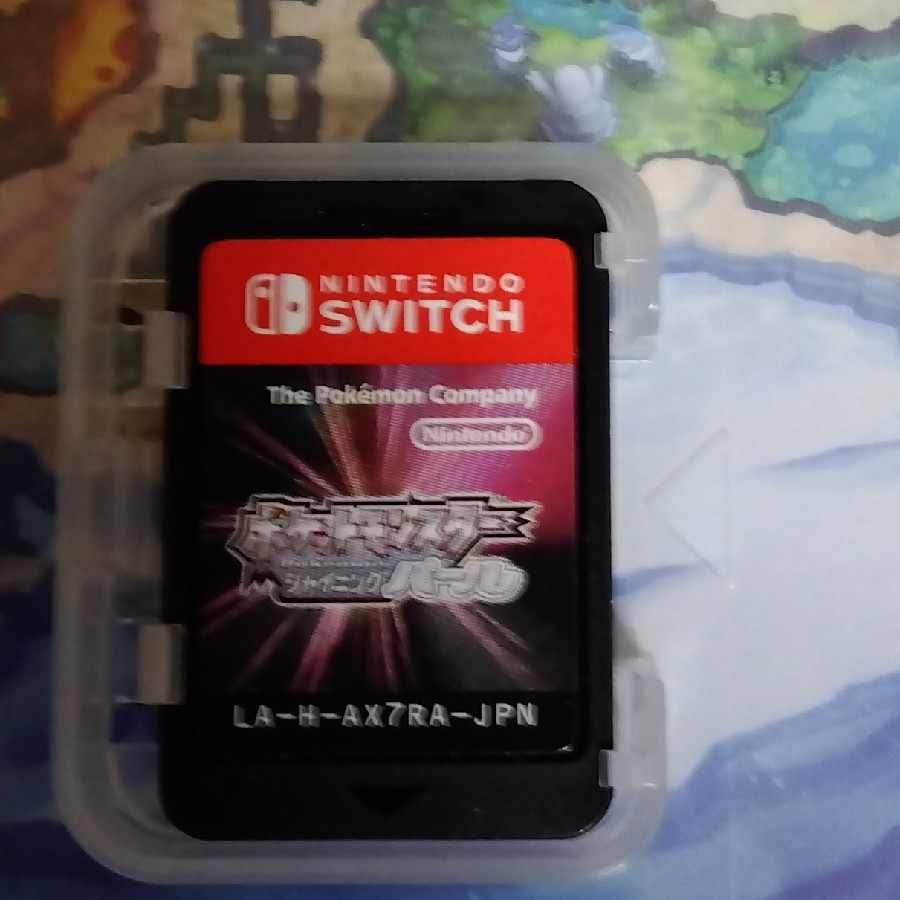 NINTENDO
SWITCH
The Pokémon Company
Nintendo
ポケットモンスター
シャイニング パール
LA-H-AX7RA-JPN